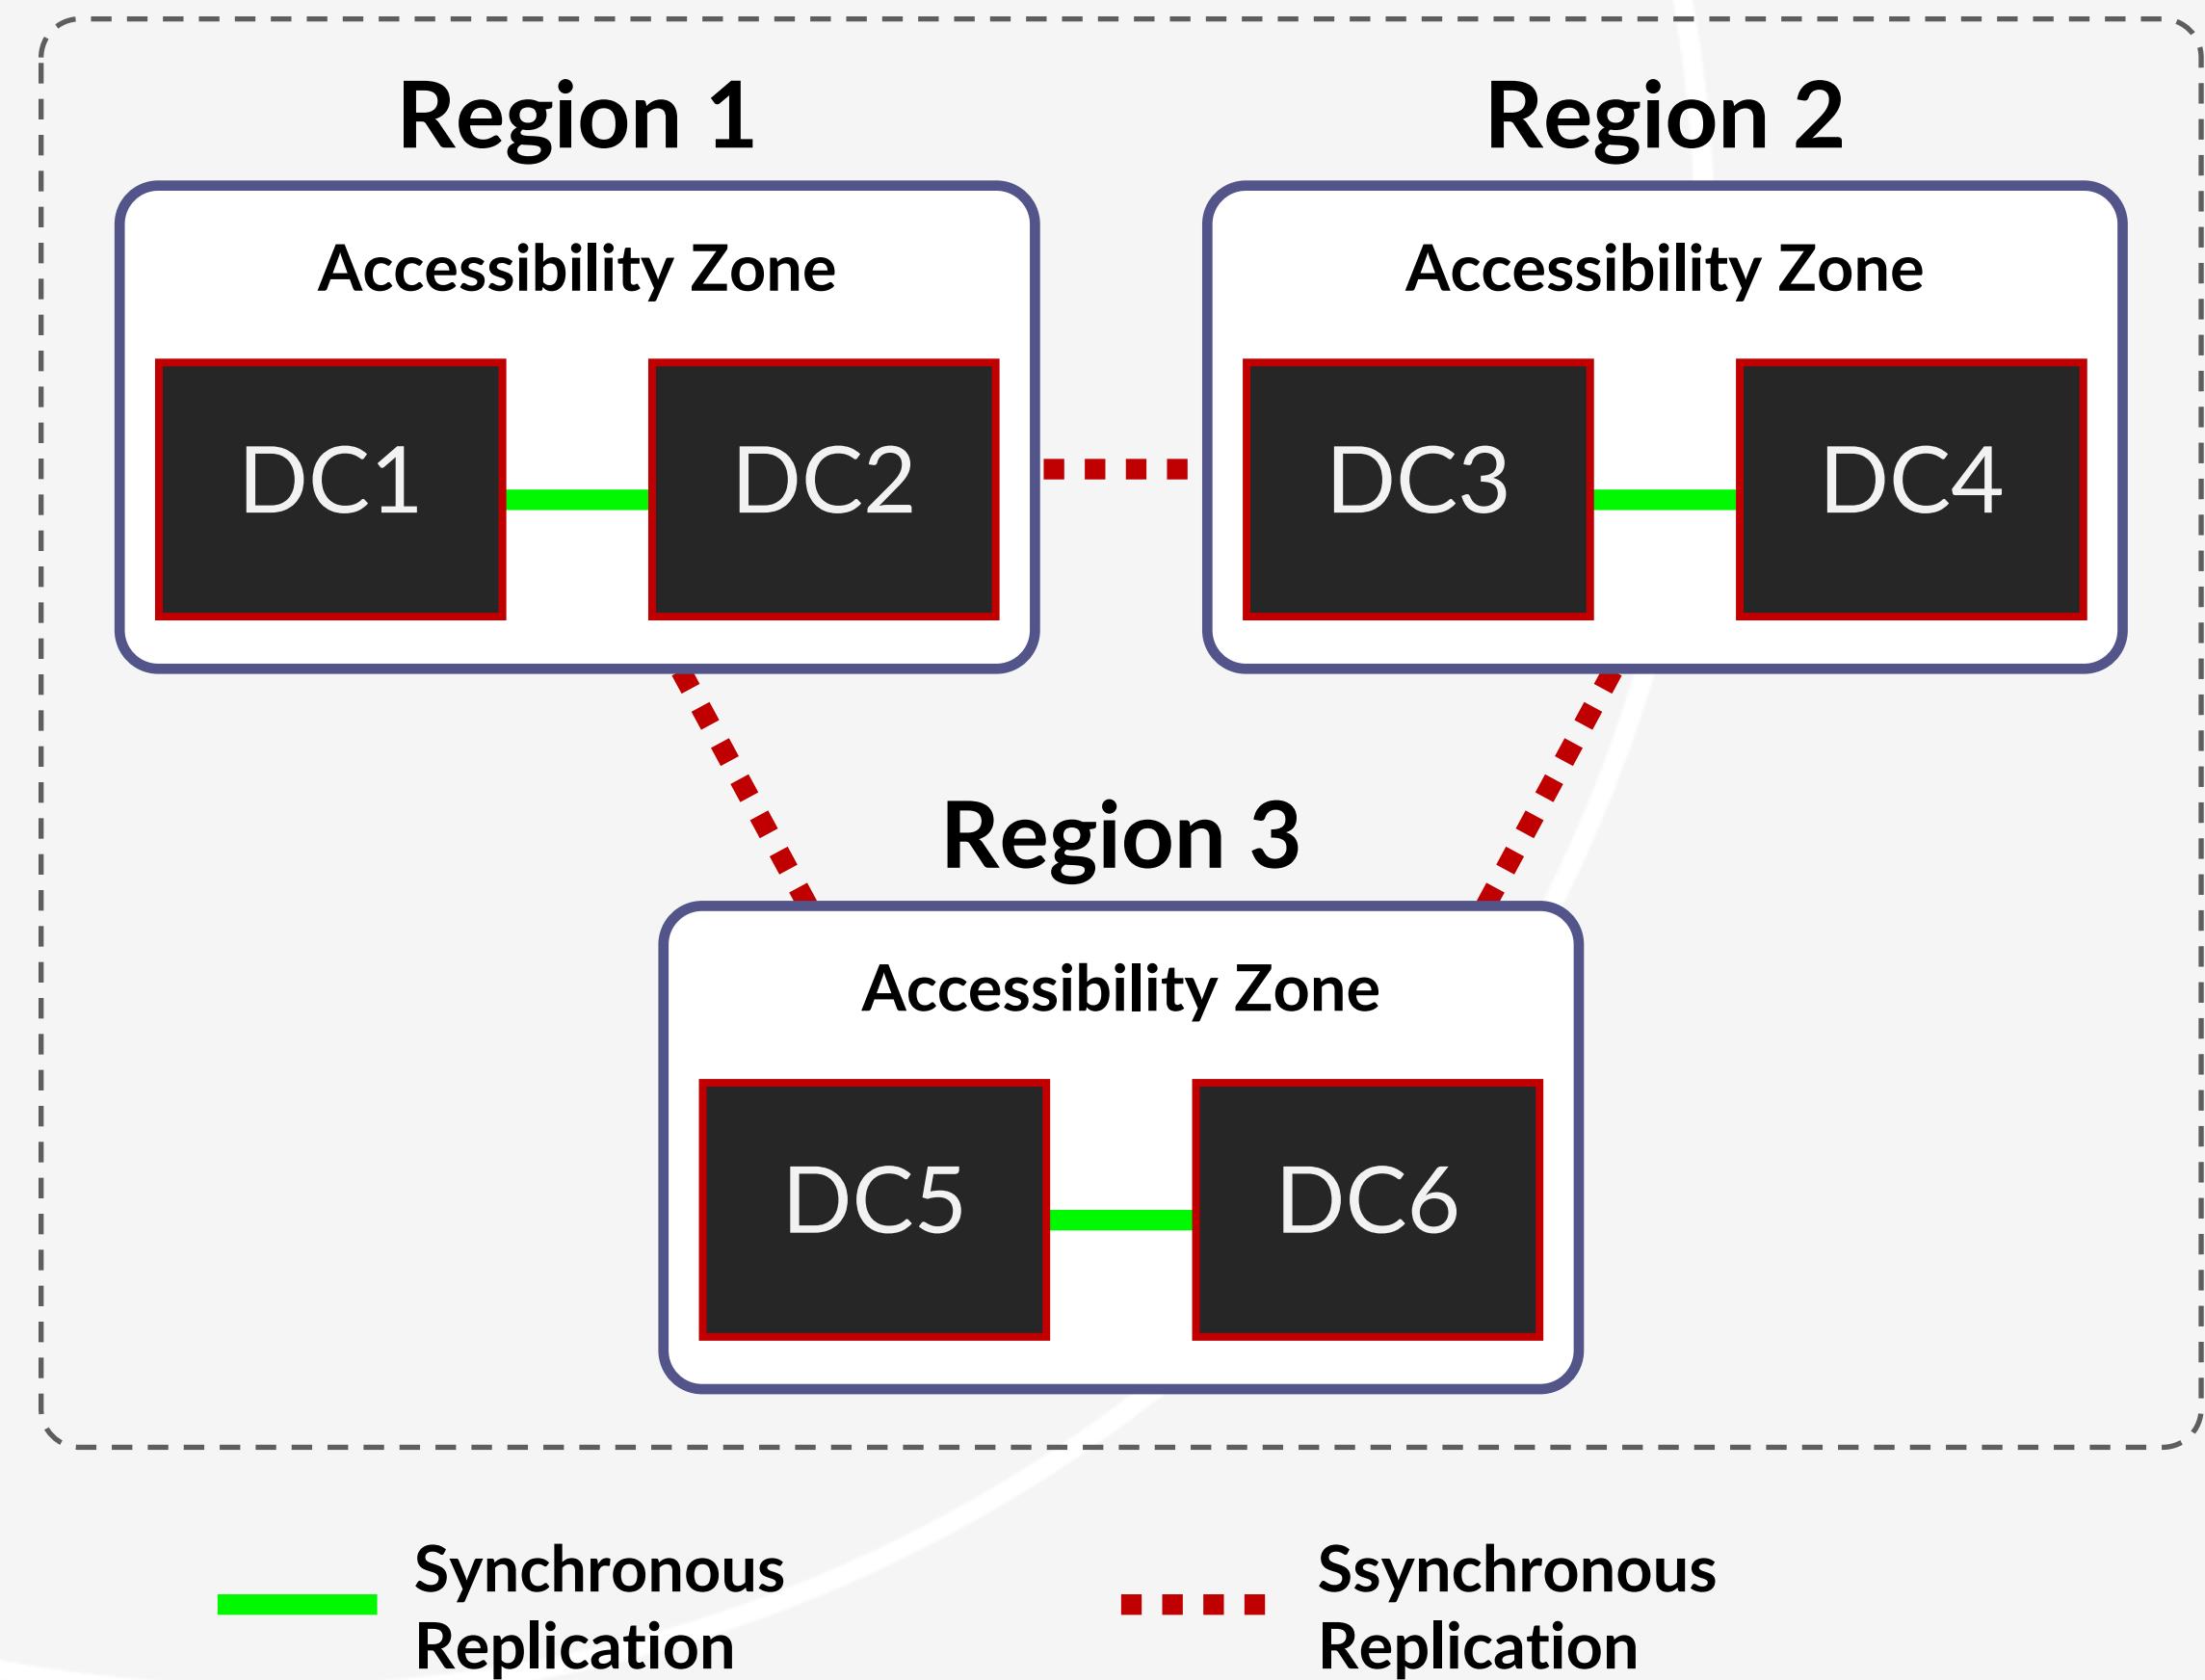 Region 1
Region 2
Accessibility Zone
Accessibility Zone
DC1
DC2
DC3
DC4
Region 3
Accessibility Zone
DC5
DC6
Synchronous
Replication
Ssynchronous
Replication